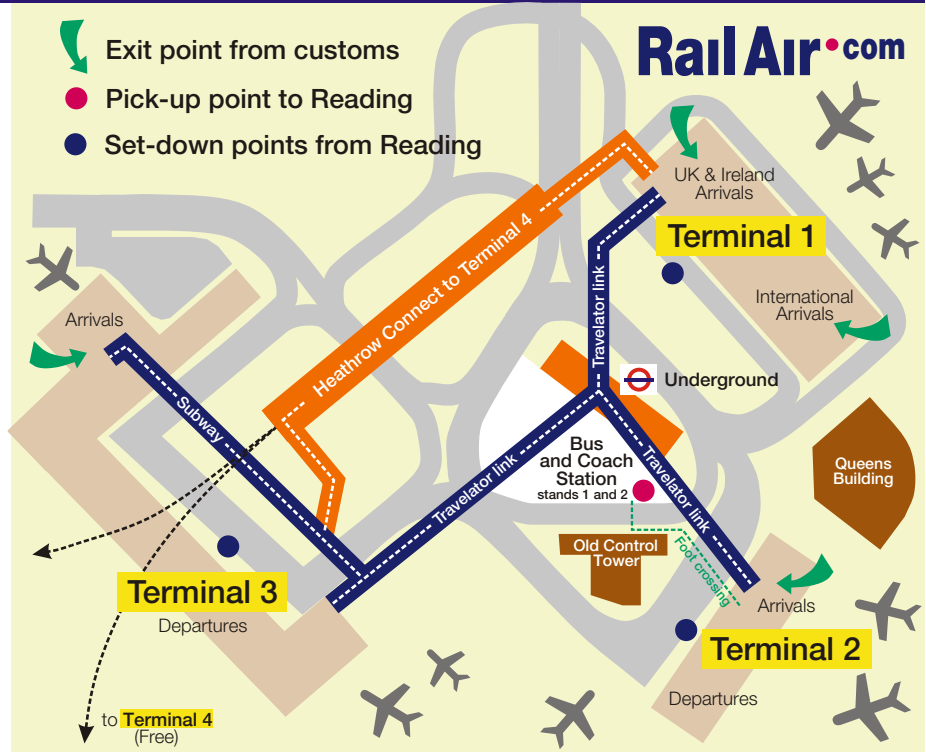 Exit point from customs
Pick-up point to Reading
Set-down points from Reading
Rail Air.com
UK & Ireland
Arrivals
Terminal 1
International
Arrivals
Heathrow Connect to Terminal 4
Travelator link
Underground
Arrivals
Subway
Travelator link
Bus
and Coach
Station
stands 1 and 2
Travelator link
Queens
Building
Old Control
Tower
Foot crossing
Terminal 3
Departures
Arrivals
Terminal 2
Departures
to Terminal 4
(Free)